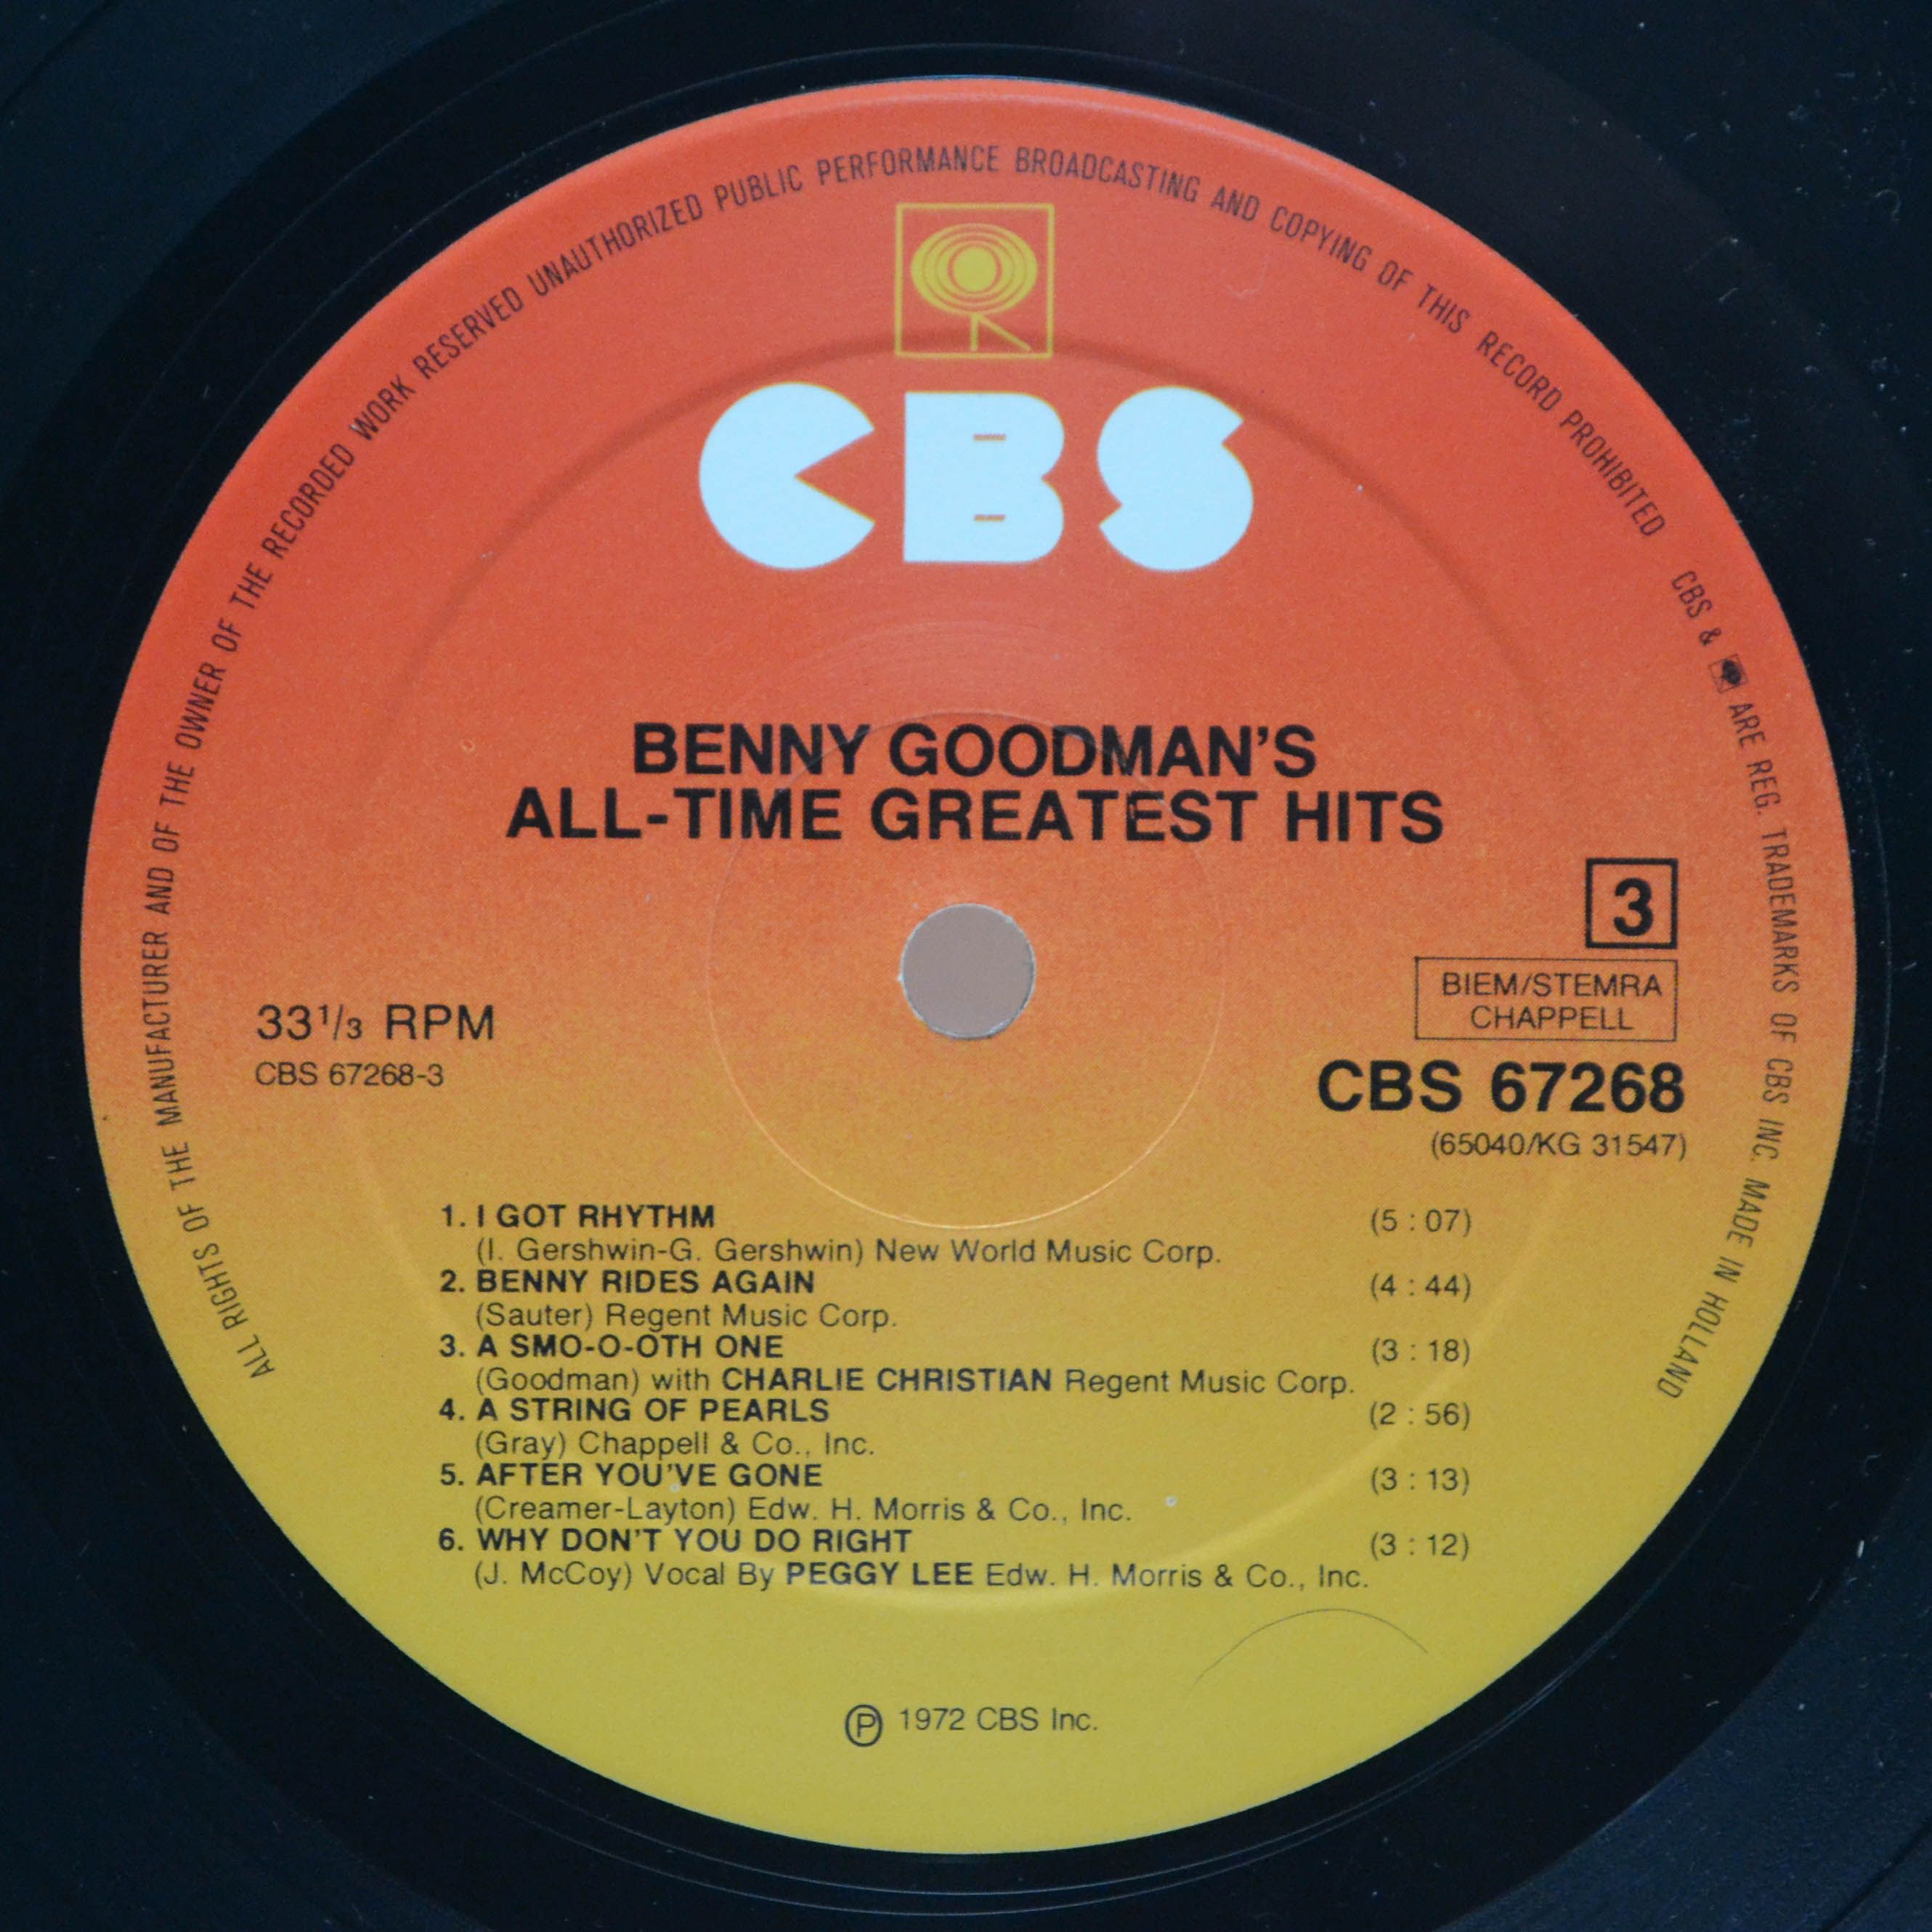 ALL RIGHTS OF THE MANUFACTURER AND OF THE OWNER OF THE RECORDED WORK RESERVED UNAUTHORIZED PUBLIC PERFORMANCE BROADCASTING AND COPYING OF THIS RECORD PROHIBITED CBS & ARE REG. TRADEMARKS OF CBS INC. MADE IN HOLLAND
CBS
BENNY GOODMAN'S
ALL-TIME GREATEST HITS
3
BIEM/STEMRA
CHAPPELL
33 1/3 RPM
CBS 67268-3
CBS 67268
(65040/KG 31547)
1. I GOT RHYTHM (5 : 07)
(I. Gershwin-G. Gershwin) New World Music Corp.
2. BENNY RIDES AGAIN (4 : 44)
(Sauter) Regent Music Corp.
3. A SMO-O-OTH ONE (3 : 18)
(Goodman) with CHARLIE CHRISTIAN Regent Music Corp.
4. A STRING OF PEARLS (2 : 56)
(Gray) Chappell & Co., Inc.
5. AFTER YOU'VE GONE (3 : 13)
(Creamer-Layton) Edw. H. Morris & Co., Inc.
6. WHY DON'T YOU DO RIGHT (3 : 12)
(J. McCoy) Vocal By PEGGY LEE Edw. H. Morris & Co., Inc.
℗ 1972 CBS Inc.